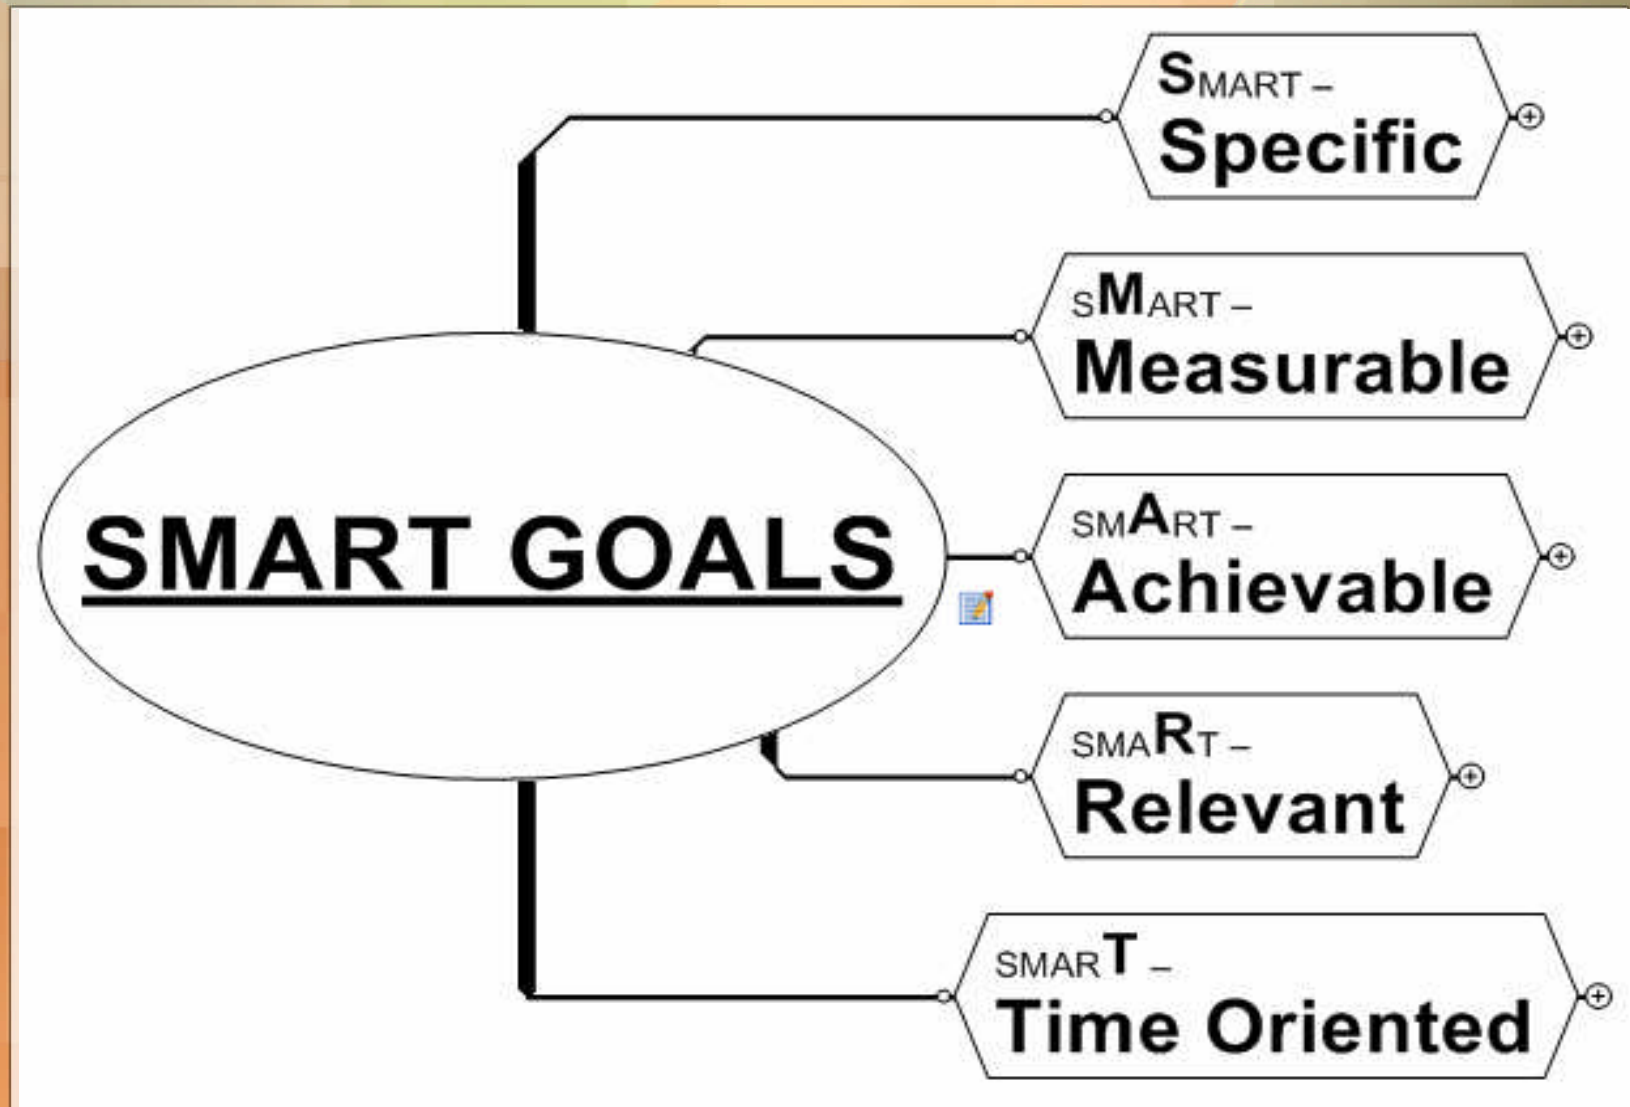 SMART –
Specific
SMART –
Measurable
SMART GOALS
SMART –
Achievable
SMART –
Relevant
SMART –
Time Oriented